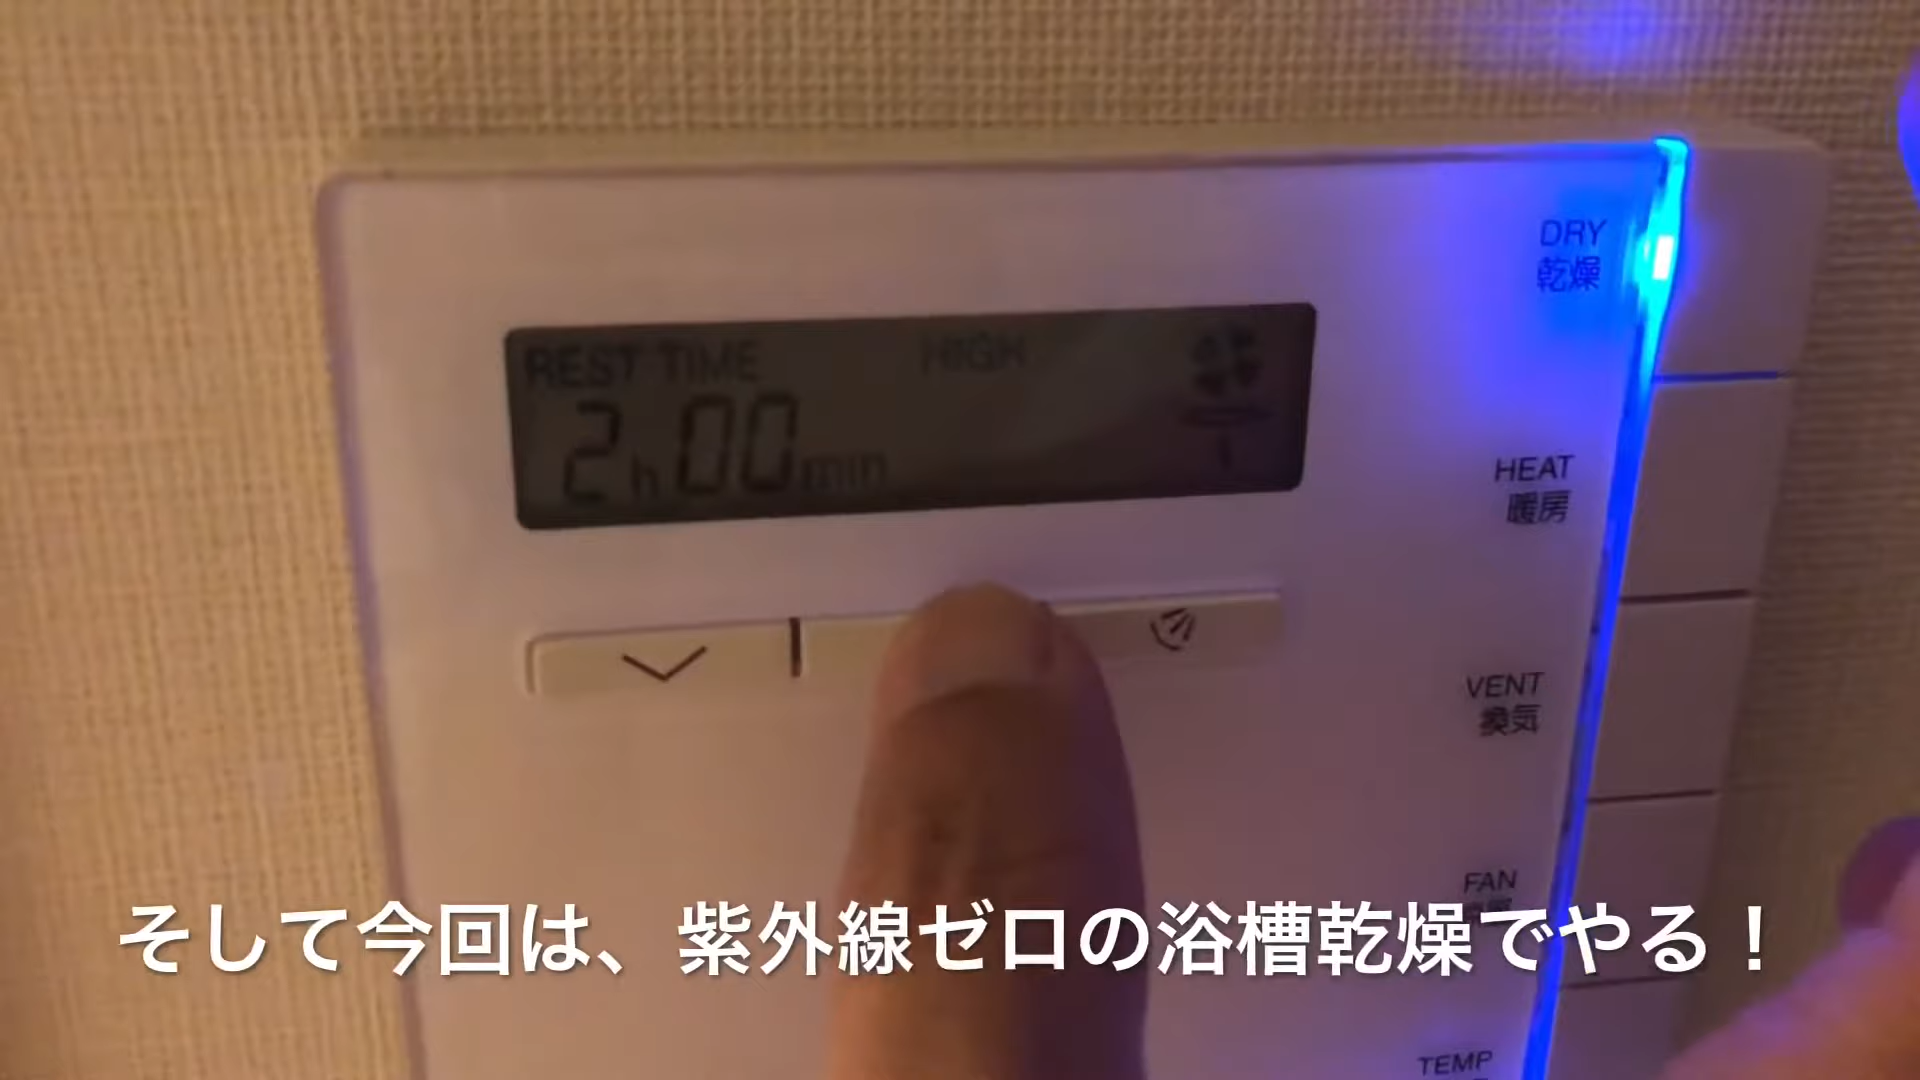 DRY
乾燥
REST TIME HIGH
2h00min
HEAT
暖房
VENT
換気
FAN
そして今回は、紫外線ゼロの浴槽乾燥でやる！
TEMP